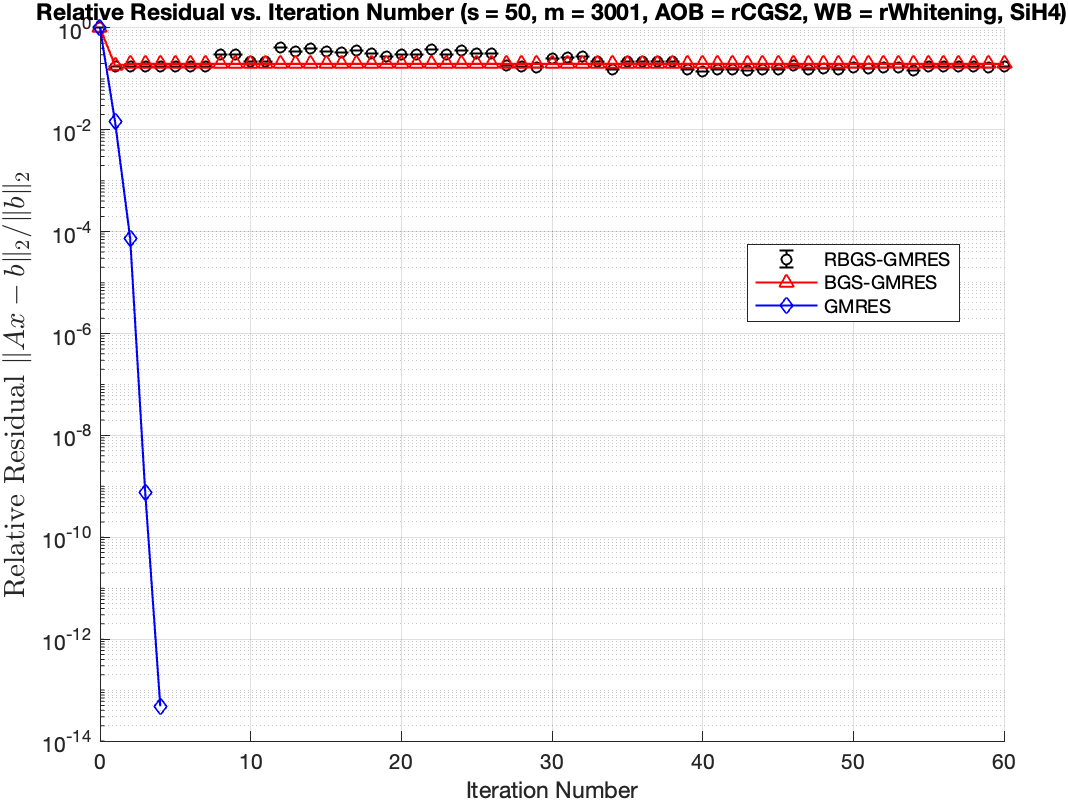 Relative Residual vs. Iteration Number (s = 50, m = 3001, AOB = rCGS2, WB = rWhitening, SiH4)
10^0
10^-2
10^-4
10^-6
10^-8
10^-10
10^-12
10^-14
Relative Residual ||Ax − b||_2/||b||_2
RBGS-GMRES
BGS-GMRES
GMRES
0 10 20 30 40 50 60
Iteration Number